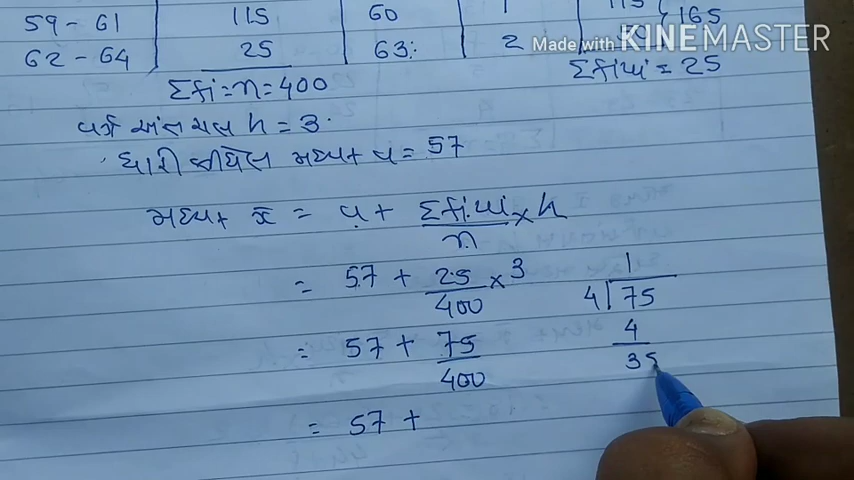 59 - 61 115 60 1 115
62 - 64 25 63 2 50 } 165
Made with KINEMASTER
Σfi = n = 400 Σfiui = 25
વર્ગ અંતરાલ h = 3.
ધારી લીધેલ મધ્યક a = 57
મધ્યક x̄ = a + Σfiui/n × h
= 57 + 25/400 × 3
= 57 + 75/400
= 57 +
1
4 75
4
35